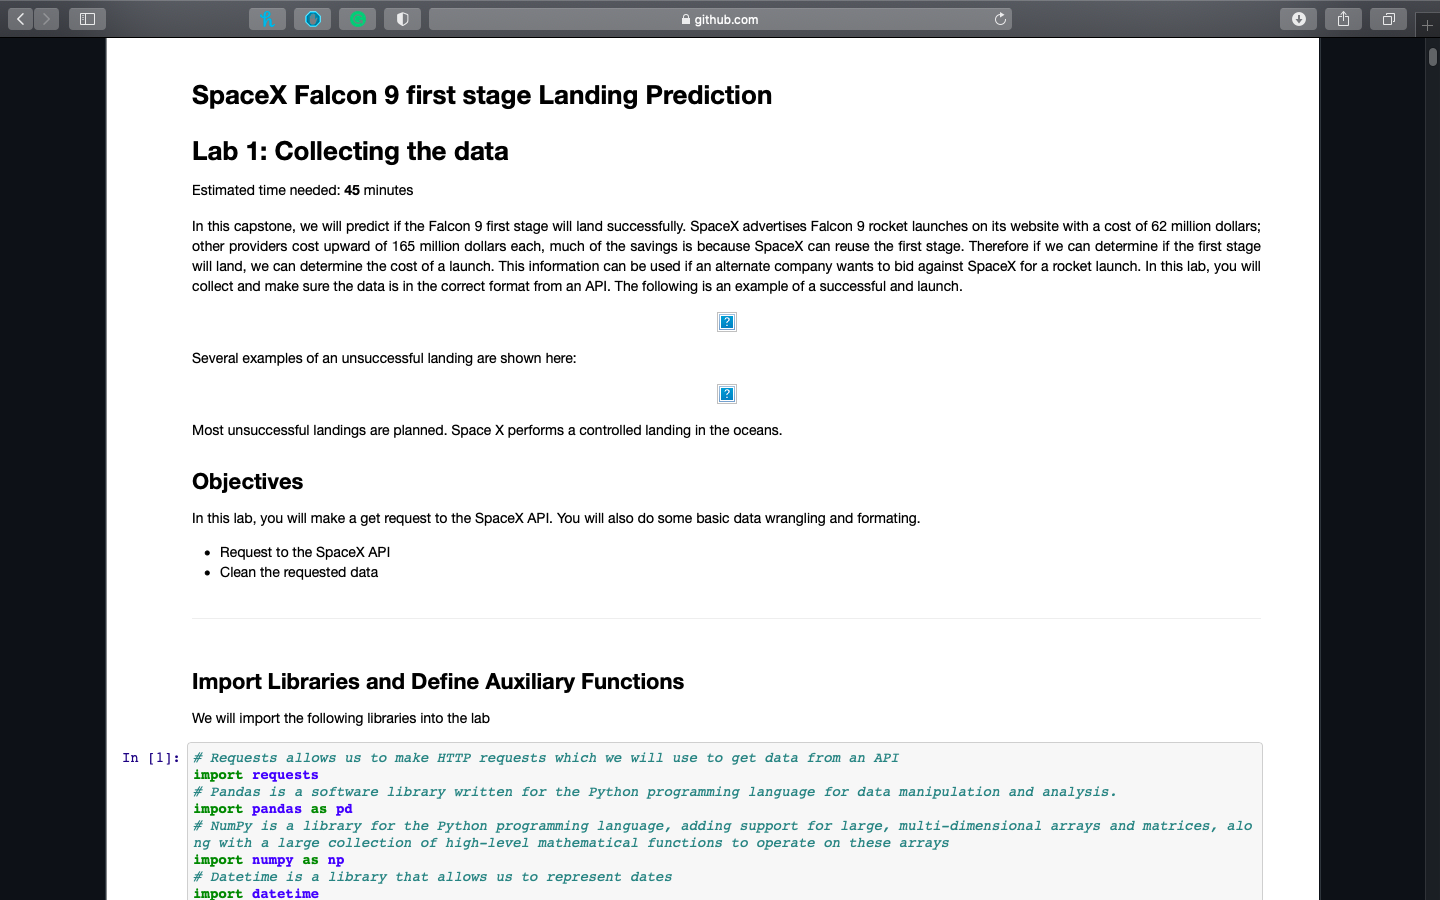 github.com
SpaceX Falcon 9 first stage Landing Prediction
Lab 1: Collecting the data
Estimated time needed: 45 minutes
In this capstone, we will predict if the Falcon 9 first stage will land successfully. SpaceX advertises Falcon 9 rocket launches on its website with a cost of 62 million dollars;
other providers cost upward of 165 million dollars each, much of the savings is because SpaceX can reuse the first stage. Therefore if we can determine if the first stage
will land, we can determine the cost of a launch. This information can be used if an alternate company wants to bid against SpaceX for a rocket launch. In this lab, you will
collect and make sure the data is in the correct format from an API. The following is an example of a successful and launch.
?
Several examples of an unsuccessful landing are shown here:
?
Most unsuccessful landings are planned. Space X performs a controlled landing in the oceans.
Objectives
In this lab, you will make a get request to the SpaceX API. You will also do some basic data wrangling and formating.
• Request to the SpaceX API
• Clean the requested data
Import Libraries and Define Auxiliary Functions
We will import the following libraries into the lab
In [1]: # Requests allows us to make HTTP requests which we will use to get data from an API
import requests
# Pandas is a software library written for the Python programming language for data manipulation and analysis.
import pandas as pd
# NumPy is a library for the Python programming language, adding support for large, multi-dimensional arrays and matrices, alo
ng with a large collection of high-level mathematical functions to operate on these arrays
import numpy as np
# Datetime is a library that allows us to represent dates
import datetime